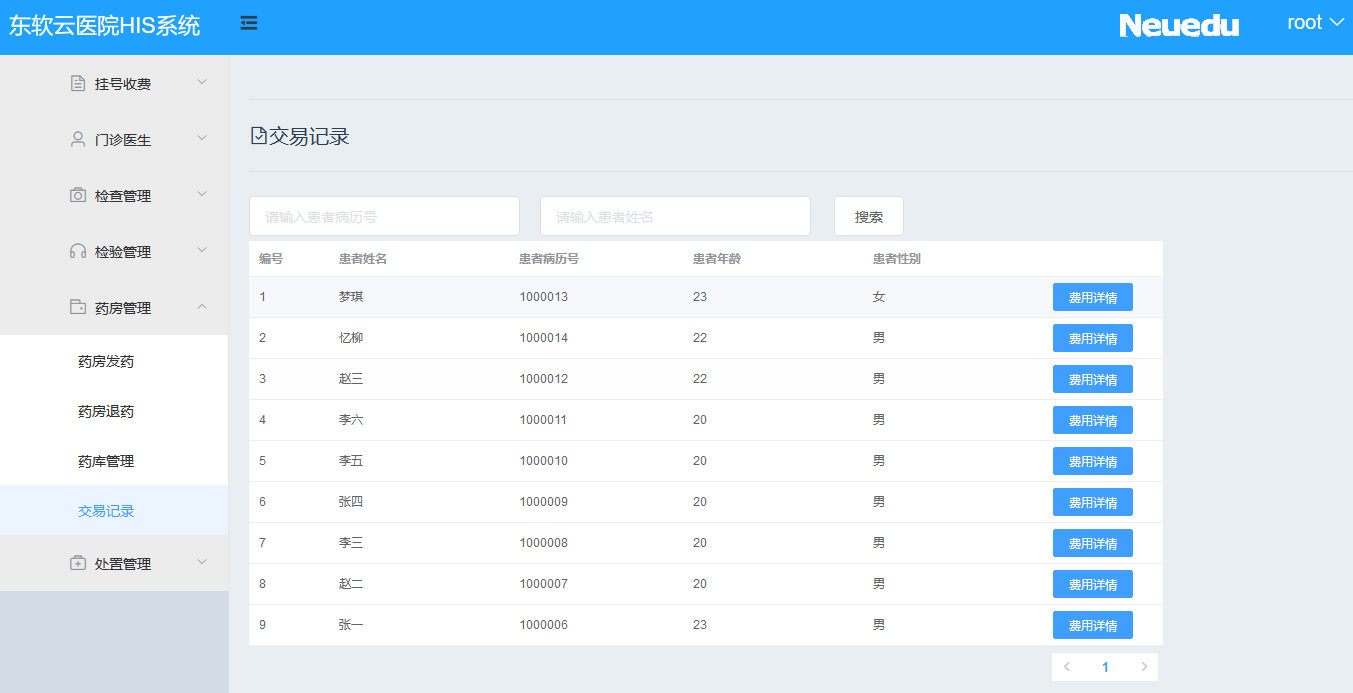 东软云医院HIS系统
Neuedu
root
挂号收费
门诊医生
检查管理
检验管理
药房管理
药房发药
药房退药
药库管理
交易记录
处置管理
交易记录
请输入患者病历号 请输入患者姓名 搜索
编号 患者姓名 患者病历号 患者年龄 患者性别
1 梦琪 1000013 23 女 费用详情
2 忆柳 1000014 22 男 费用详情
3 赵三 1000012 22 男 费用详情
4 李六 1000011 20 男 费用详情
5 李五 1000010 20 男 费用详情
6 张四 1000009 20 男 费用详情
7 李三 1000008 20 男 费用详情
8 赵二 1000007 20 男 费用详情
9 张一 1000006 23 男 费用详情
1